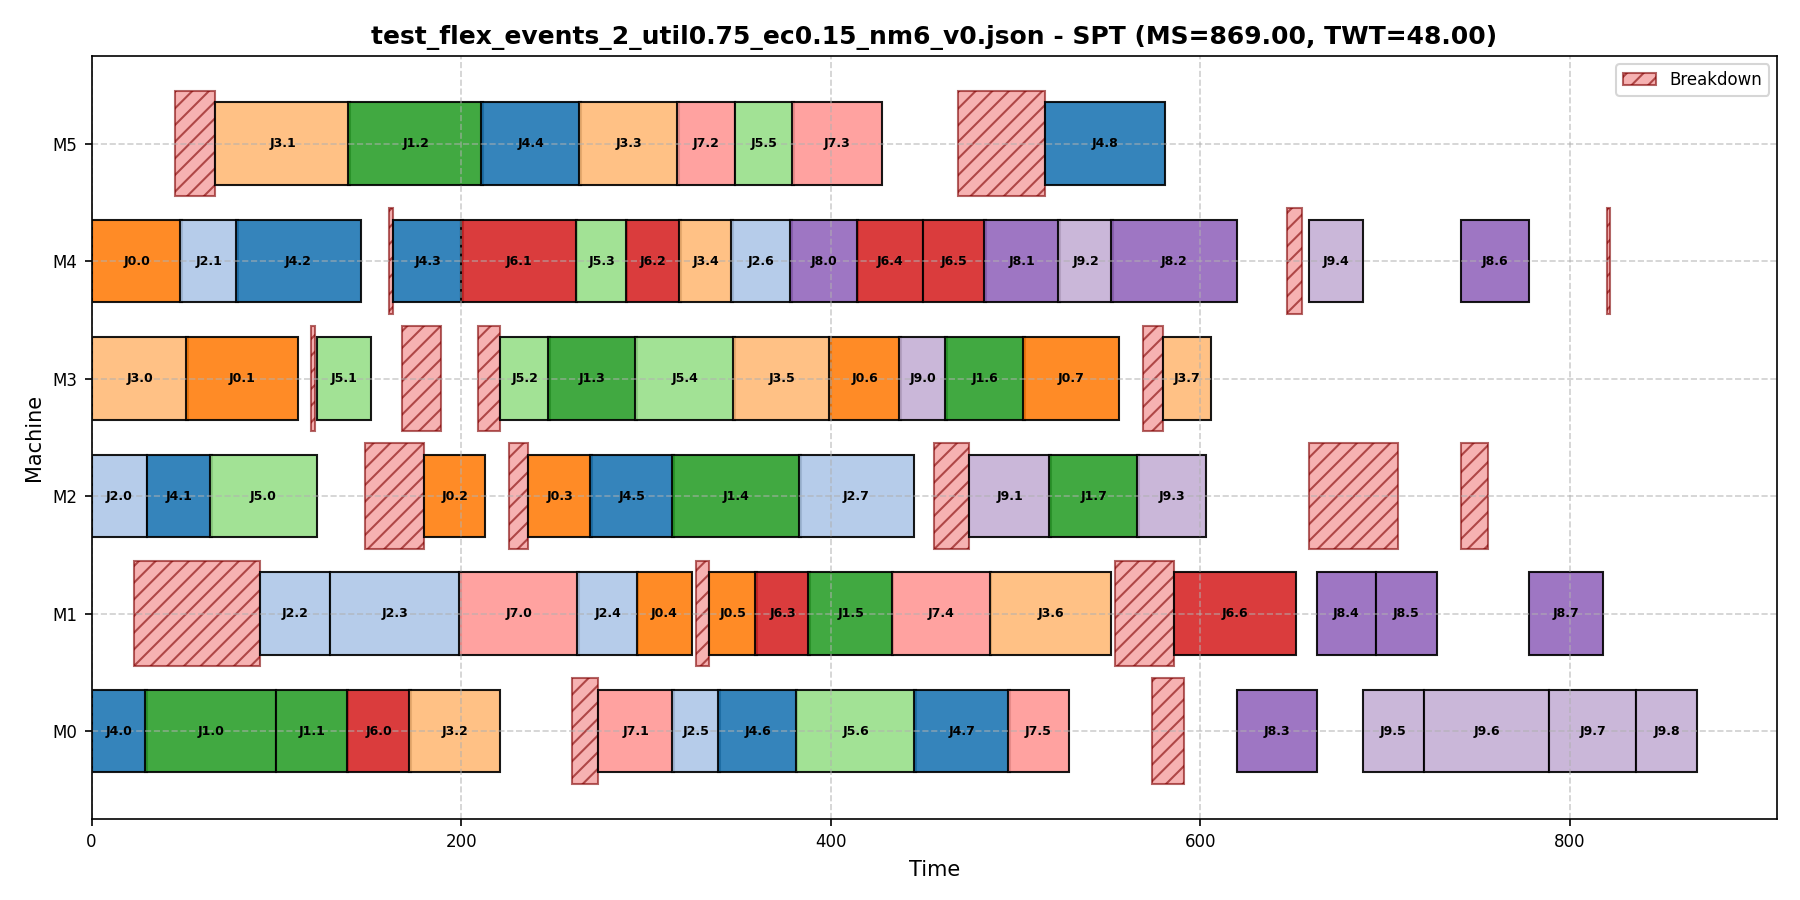 test_flex_events_2_util0.75_ec0.15_nm6_v0.json - SPT (MS=869.00, TWT=48.00)
Breakdown
M5
J3.1 J1.2 J4.4 J3.3 J7.2 J5.5 J7.3 J4.8
M4
J0.0 J2.1 J4.2 J4.3 J6.1 J5.3 J6.2 J3.4 J2.6 J8.0 J6.4 J6.5 J8.1 J9.2 J8.2 J9.4 J8.6
M3
J3.0 J0.1 J5.1 J5.2 J1.3 J5.4 J3.5 J0.6 J9.0 J1.6 J0.7 J3.7
M2
J2.0 J4.1 J5.0 J0.2 J0.3 J4.5 J1.4 J2.7 J9.1 J1.7 J9.3
M1
J2.2 J2.3 J7.0 J2.4 J0.4 J0.5 J6.3 J1.5 J7.4 J3.6 J6.6 J8.4 J8.5 J8.7
M0
J4.0 J1.0 J1.1 J6.0 J3.2 J7.1 J2.5 J4.6 J5.6 J4.7 J7.5 J8.3 J9.5 J9.6 J9.7 J9.8
Machine
0 200 400 600 800
Time